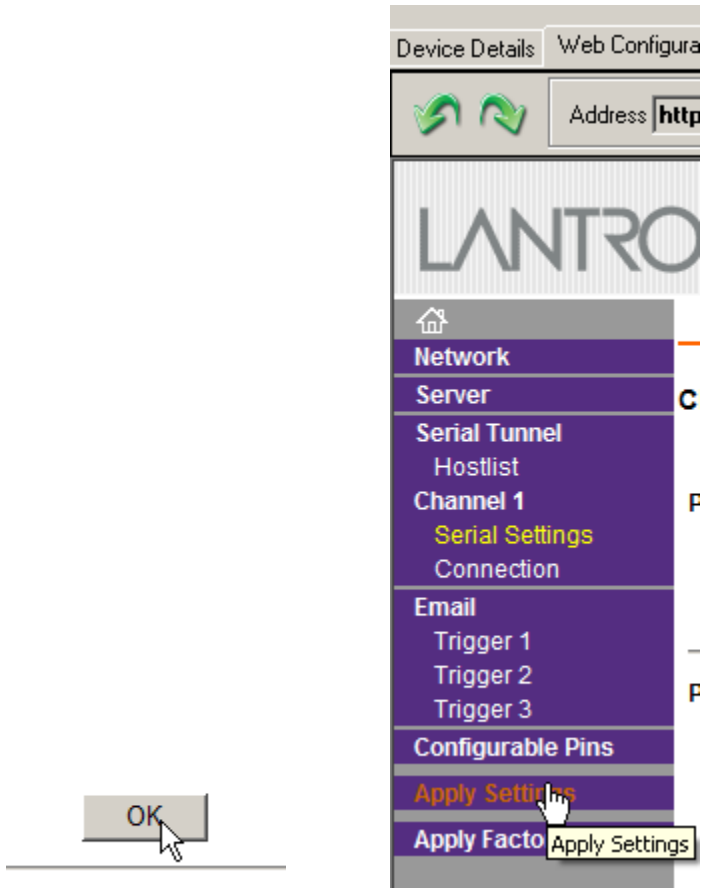 Device Details Web Configura
Address http
LANTRO
Network
C
Server
Serial Tunnel
Hostlist
Channel 1
P
Serial Settings
Connection
Email
Trigger 1
Trigger 2
P
Trigger 3
Configurable Pins
OK
Apply Settings
Apply Facto
Apply Settings